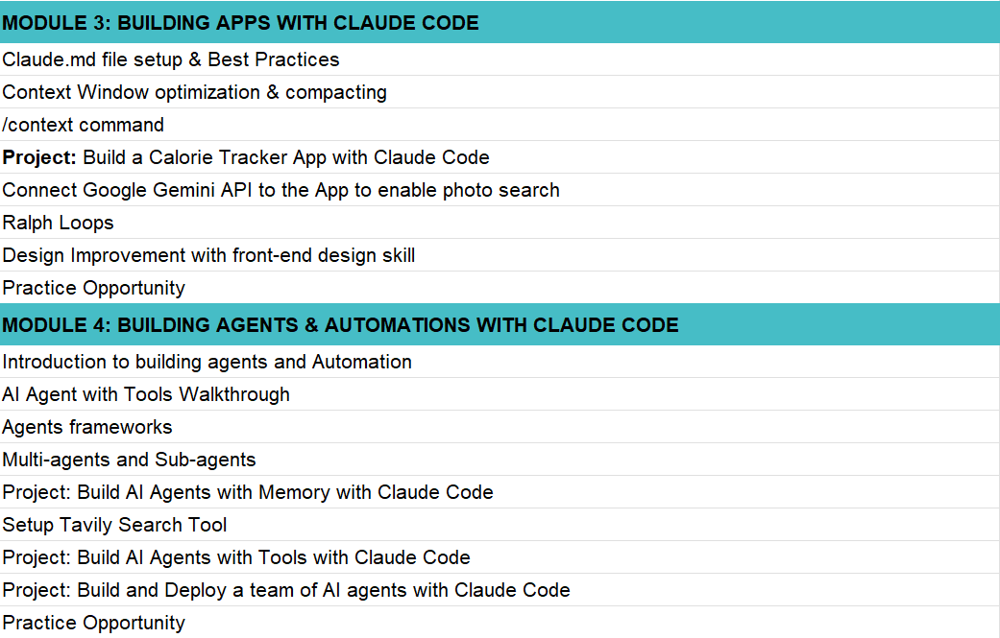 MODULE 3: BUILDING APPS WITH CLAUDE CODE
Claude.md file setup & Best Practices
Context Window optimization & compacting
/context command
Project: Build a Calorie Tracker App with Claude Code
Connect Google Gemini API to the App to enable photo search
Ralph Loops
Design Improvement with front-end design skill
Practice Opportunity
MODULE 4: BUILDING AGENTS & AUTOMATIONS WITH CLAUDE CODE
Introduction to building agents and Automation
AI Agent with Tools Walkthrough
Agents frameworks
Multi-agents and Sub-agents
Project: Build AI Agents with Memory with Claude Code
Setup Tavily Search Tool
Project: Build AI Agents with Tools with Claude Code
Project: Build and Deploy a team of AI agents with Claude Code
Practice Opportunity